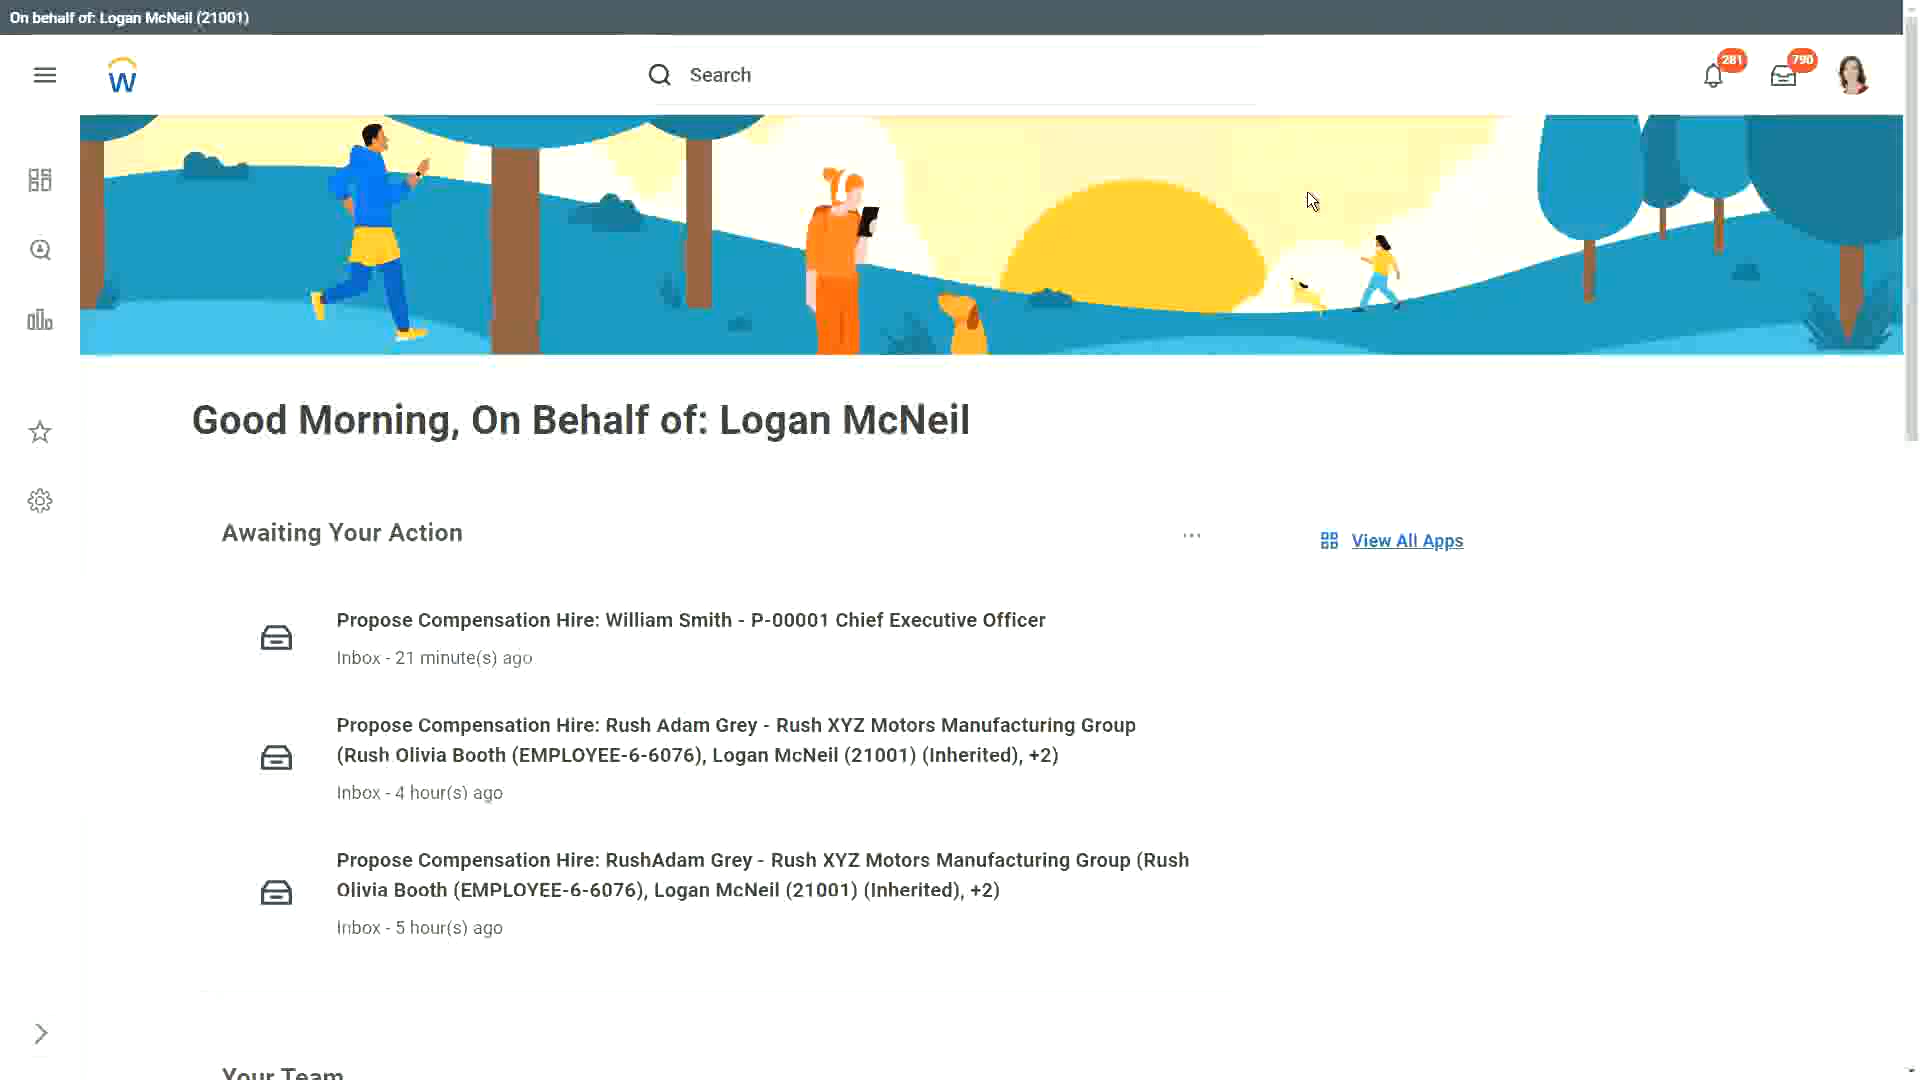 On behalf of: Logan McNeil (21001)
W
Search
281
790
Good Morning, On Behalf of: Logan McNeil
Awaiting Your Action
View All Apps
Propose Compensation Hire: William Smith - P-00001 Chief Executive Officer
Inbox - 21 minute(s) ago
Propose Compensation Hire: Rush Adam Grey - Rush XYZ Motors Manufacturing Group
(Rush Olivia Booth (EMPLOYEE-6-6076), Logan McNeil (21001) (Inherited), +2)
Inbox - 4 hour(s) ago
Propose Compensation Hire: RushAdam Grey - Rush XYZ Motors Manufacturing Group (Rush
Olivia Booth (EMPLOYEE-6-6076), Logan McNeil (21001) (Inherited), +2)
Inbox - 5 hour(s) ago
Your Team